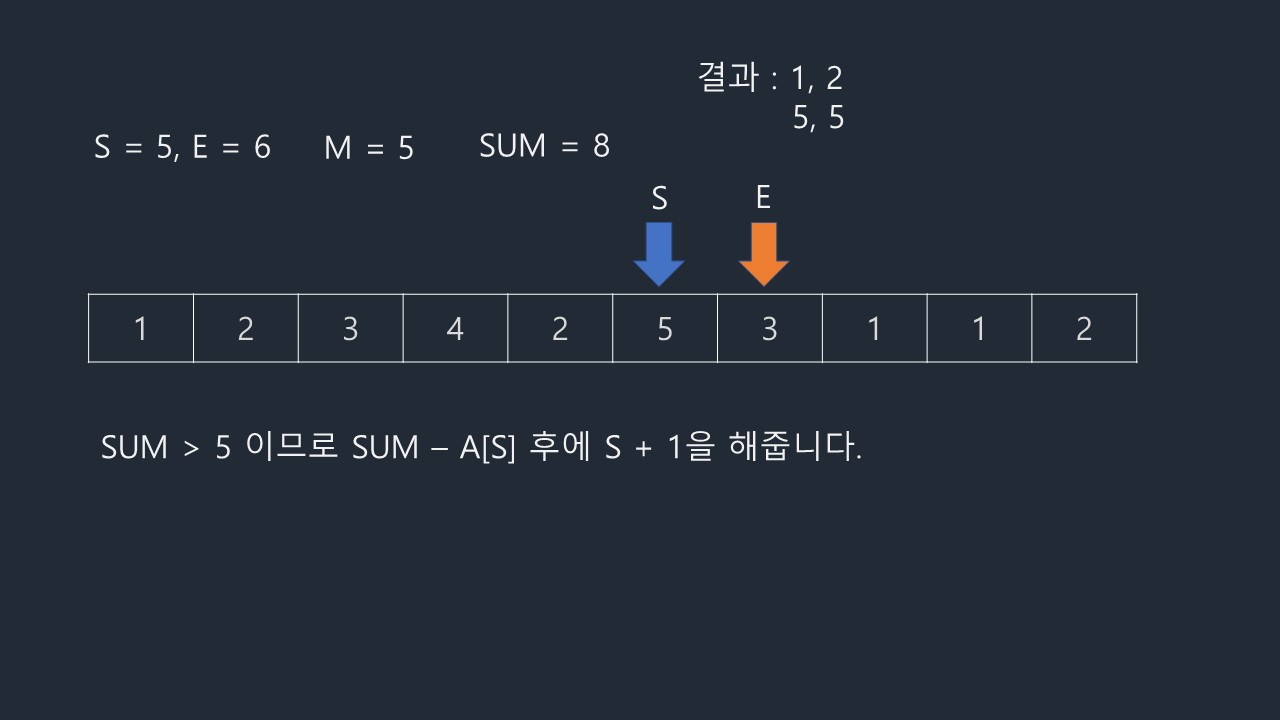 결과 : 1, 2
5, 5
S = 5, E = 6 M = 5 SUM = 8
S E
1 2 3 4 2 5 3 1 1 2
SUM > 5 이므로 SUM – A[S] 후에 S + 1을 해줍니다.